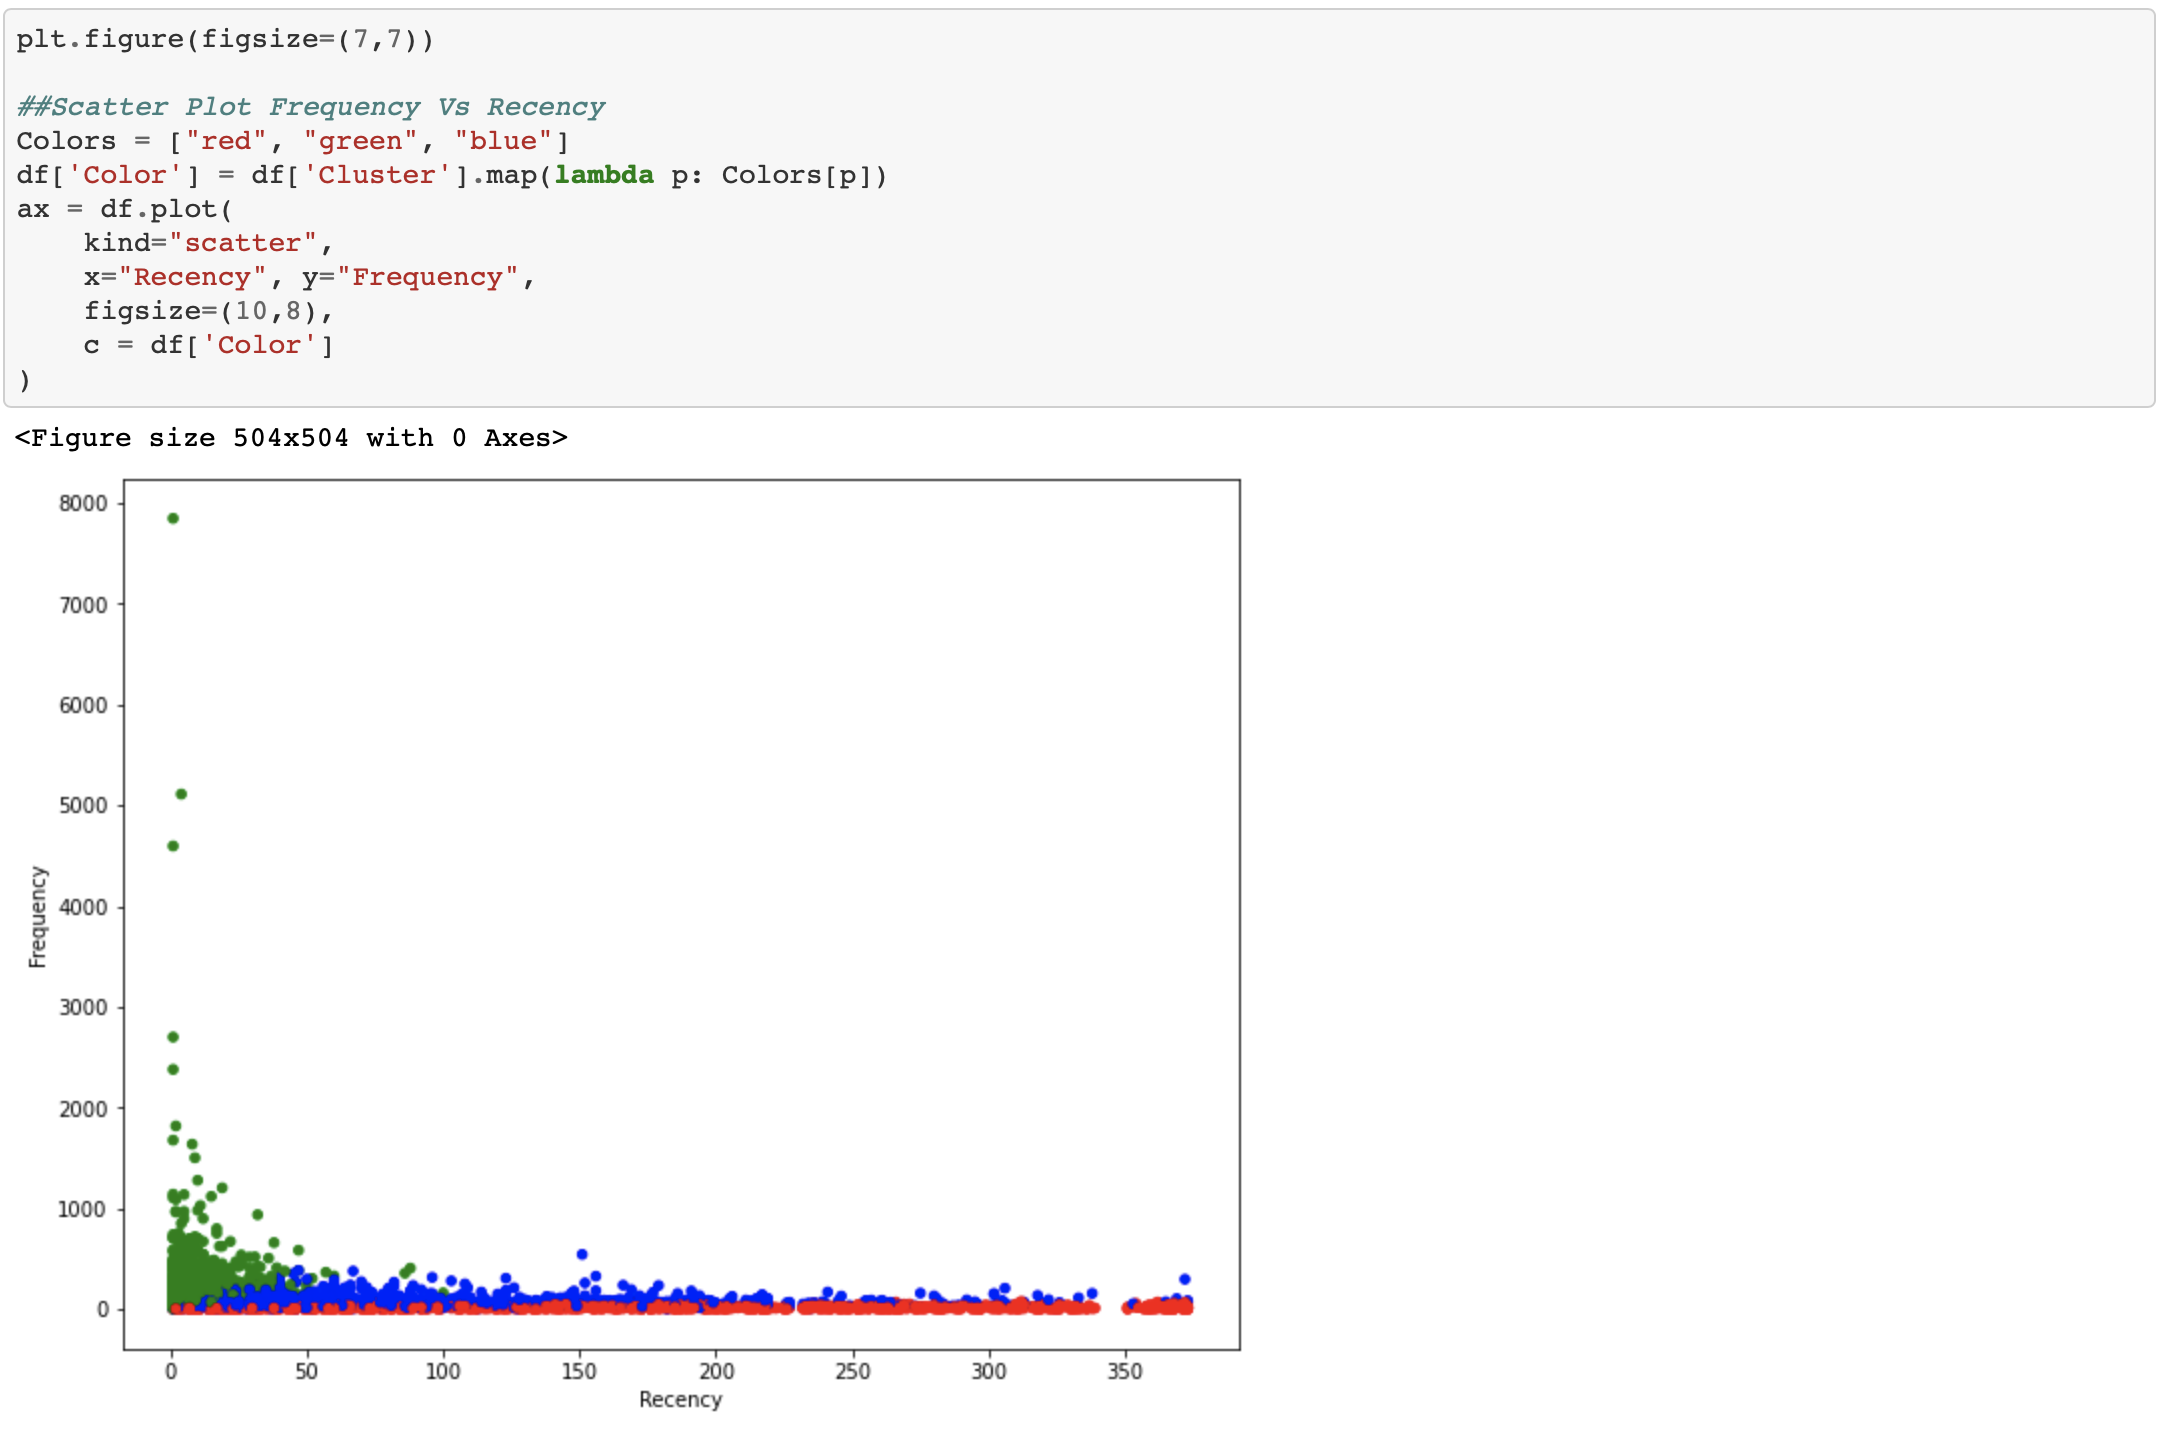 plt.figure(figsize=(7,7))
##Scatter Plot Frequency Vs Recency
Colors = ["red", "green", "blue"]
df['Color'] = df['Cluster'].map(lambda p: Colors[p])
ax = df.plot(
    kind="scatter",
    x="Recency", y="Frequency",
    figsize=(10,8),
    c = df['Color']
)
<Figure size 504x504 with 0 Axes>
8000
7000
6000
5000
4000
3000
2000
1000
0
Frequency
0 50 100 150 200 250 300 350
Recency